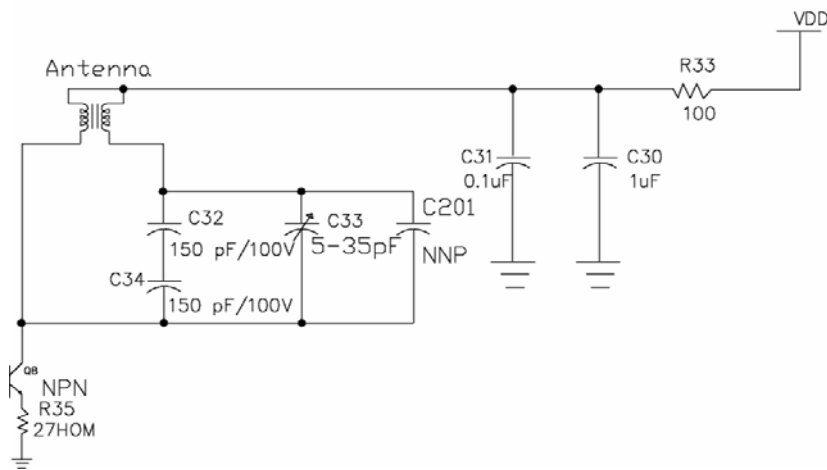 VDD
Antenna
R33
100
C31
0.1uF
C30
1uF
C32
150 pF/100V
C33
5-35pF
C201
NNP
C34
150 pF/100V
Q8
NPN
R35
27HOM